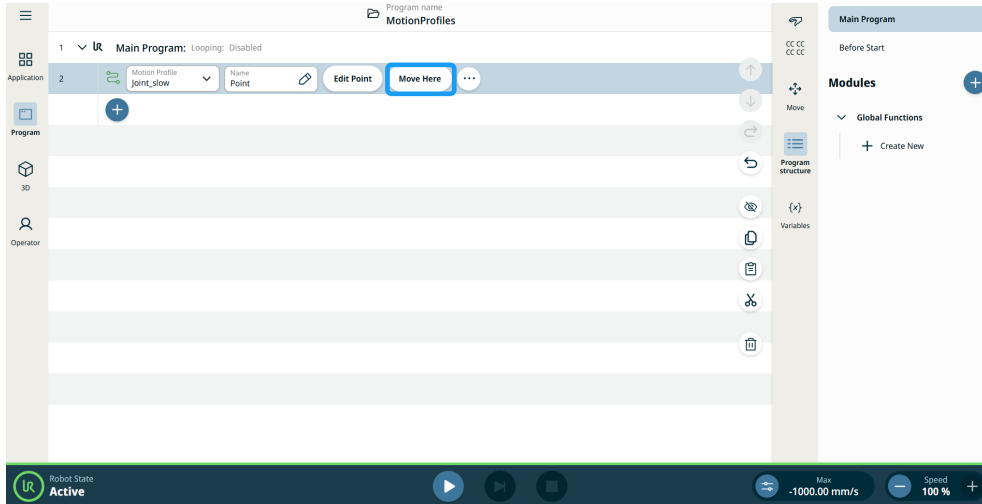 Program name
MotionProfiles
Application
Program
3D
Operator
1 Main Program: Looping: Disabled
2 Motion Profile Joint_slow Name Point Edit Point Move Here ...
CC CC
CC CC
Move
Program
structure
{x}
Variables
Main Program
Before Start
Modules
Global Functions
Create New
UR
Robot State
Active
Max
-1000.00 mm/s
Speed
100 %